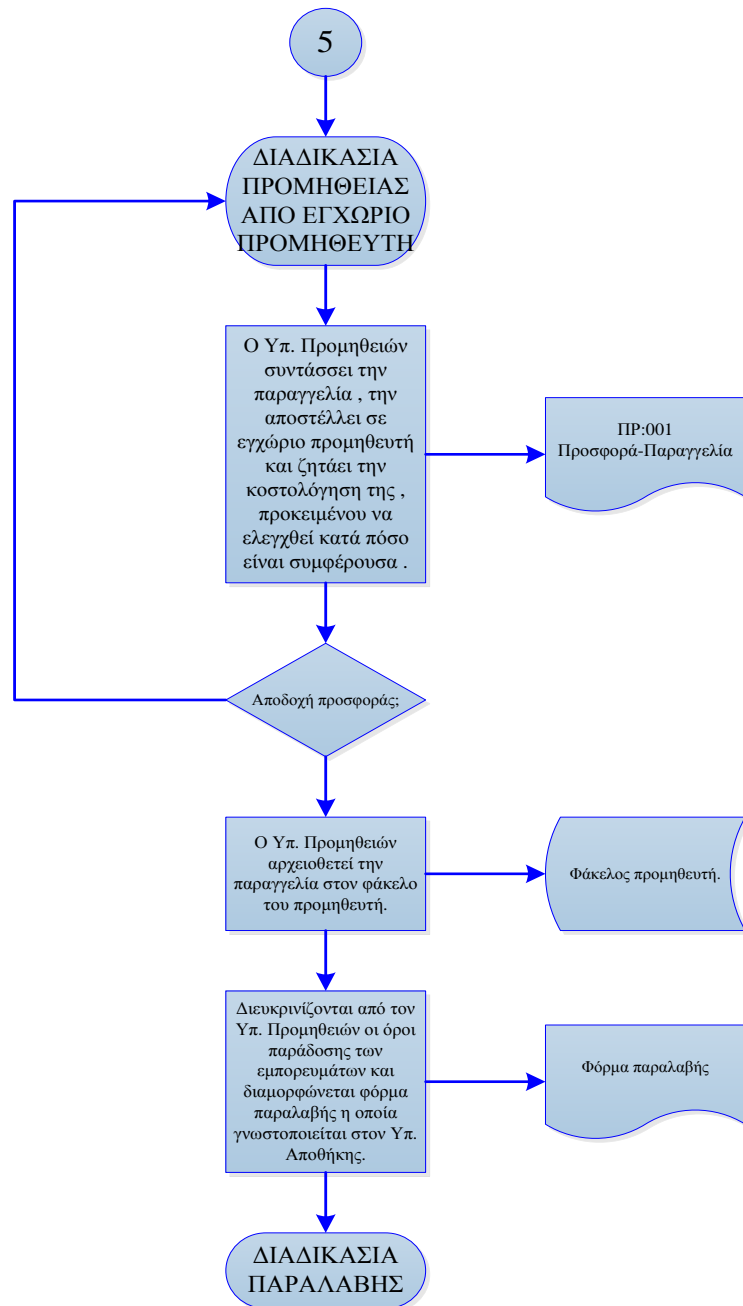 5
ΔΙΑΔΙΚΑΣΙΑ
ΠΡΟΜΗΘΕΙΑΣ
ΑΠΟ ΕΓΧΩΡΙΟ
ΠΡΟΜΗΘΕΥΤΗ
Ο Υπ. Προμηθειών
συντάσσει την
παραγγελία , την
αποστέλλει σε
εγχώριο προμηθευτή
και ζητάει την
κοστολόγηση της ,
προκειμένου να
ελεγχθεί κατά πόσο
είναι συμφέρουσα .
ΠΡ:001
Προσφορά-Παραγγελία
Αποδοχή προσφοράς;
Ο Υπ. Προμηθειών
αρχειοθετεί την
παραγγελία στον φάκελο
του προμηθευτή.
Φάκελος προμηθευτή.
Διευκρινίζονται από τον
Υπ. Προμηθειών οι όροι
παράδοσης των
εμπορευμάτων και
διαμορφώνεται φόρμα
παραλαβής η οποία
γνωστοποιείται στον Υπ.
Αποθήκης.
Φόρμα παραλαβής
ΔΙΑΔΙΚΑΣΙΑ
ΠΑΡΑΛΑΒΗΣ